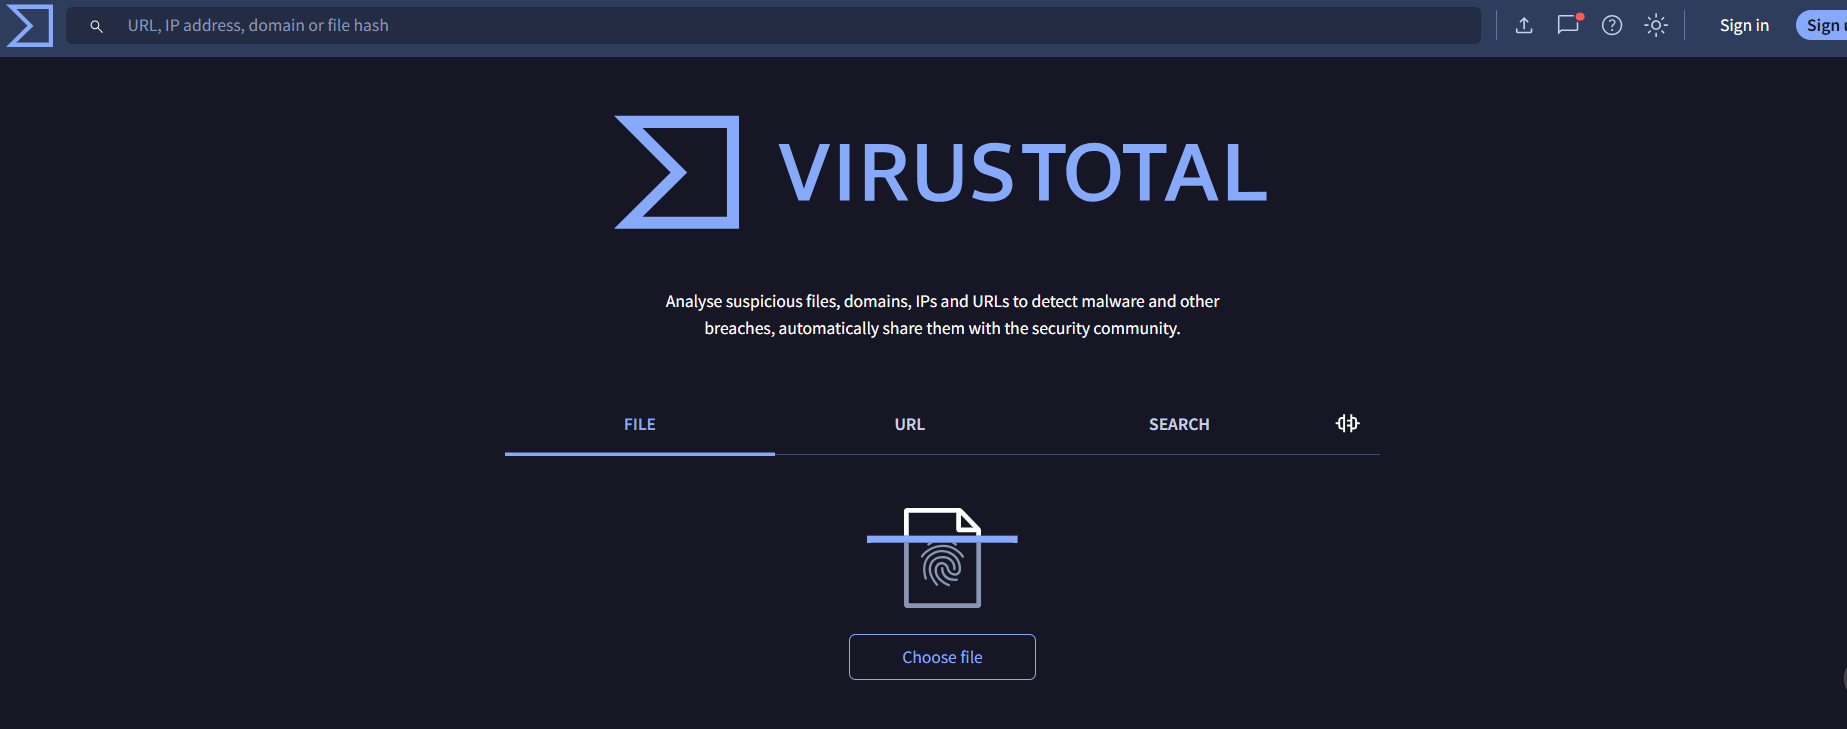 URL, IP address, domain or file hash
Sign in
Sign
VIRUSTOTAL
Analyse suspicious files, domains, IPs and URLs to detect malware and other
breaches, automatically share them with the security community.
FILE
URL
SEARCH
Choose file